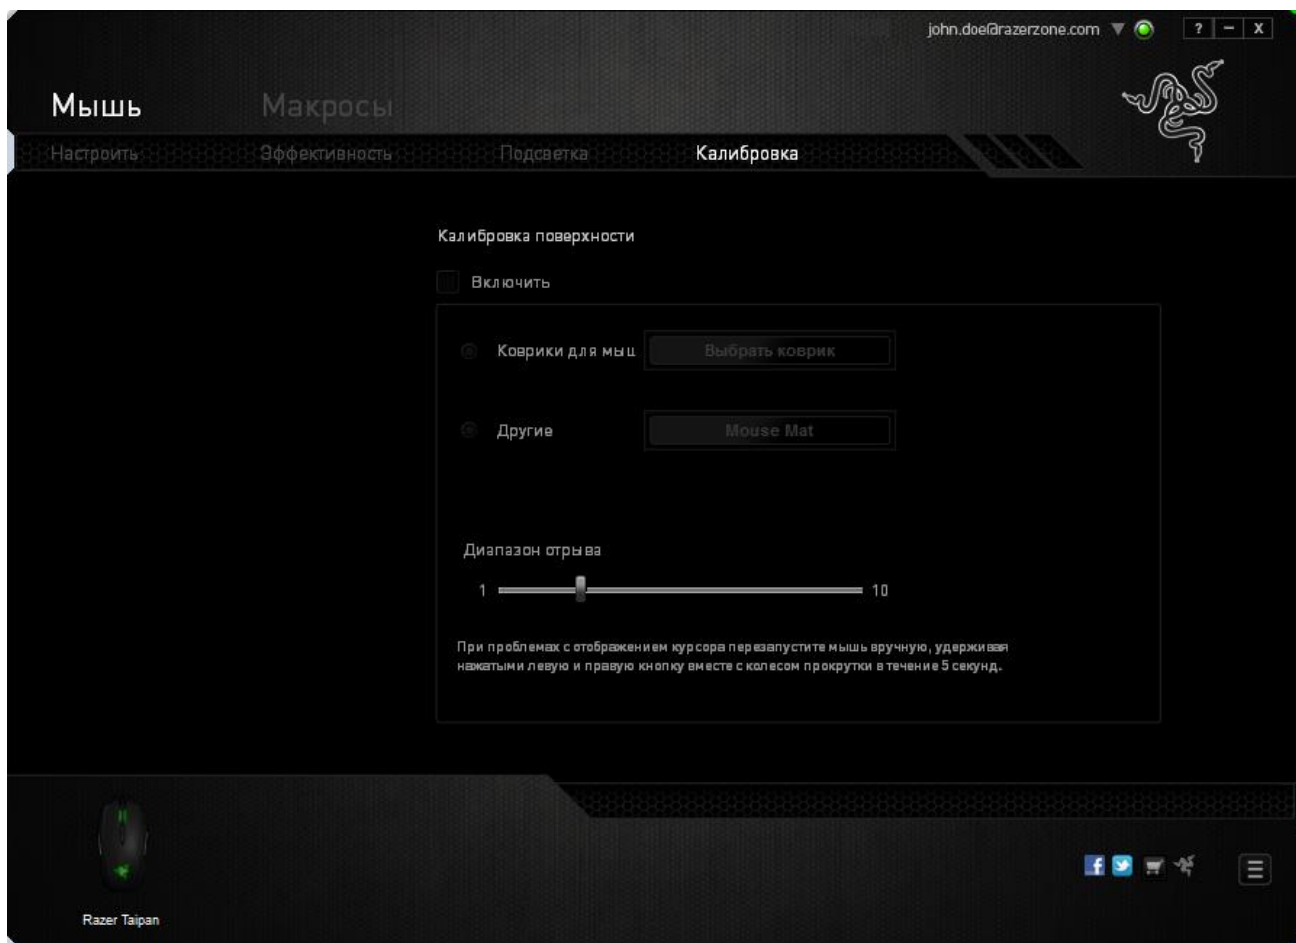 john.doe@razerzone.com
? – X
Мышь Макросы
Настроить Эффективность Подсветка Калибровка
Калибровка поверхности
Включить
Коврики для мыш Выбрать коврик
Другие Mouse Mat
Диапазон отрыва
1 10
При проблемах с отображением курсора перезапустите мышь вручную, удерживая
нажатыми левую и правую кнопку вместе с колесом прокрутки в течение 5 секунд.
Razer Taipan